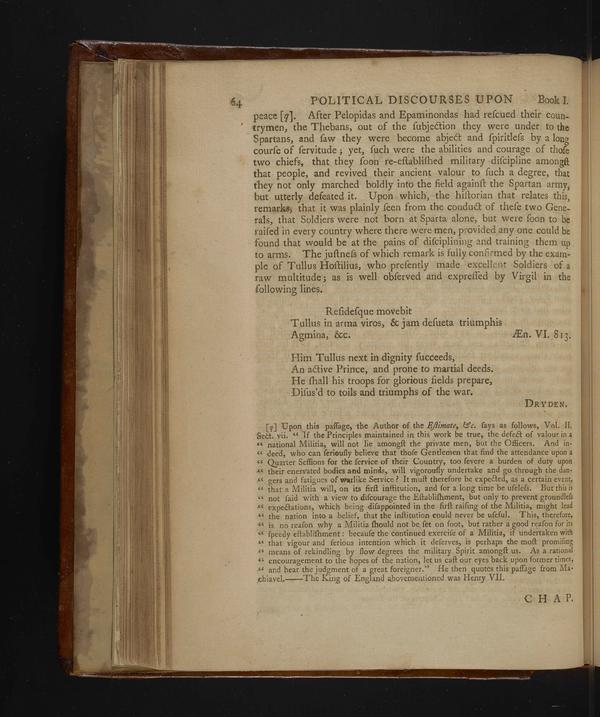 64 POLITICAL DISCOURSES UPON Book I.
peace [q]. After Pelopidas and Epaminondas had reſcued their coun-
trymen, the Thebans, out of the ſubjection they were under to the
Spartans, and ſaw they were become abject and ſpiritleſs by a long
courſe of ſervitude; yet, ſuch were the abilities and courage of thoſe
two chiefs, that they ſoon re-eſtabliſhed military diſcipline amongſt
that people, and revived their ancient valour to ſuch a degree, that
they not only marched boldly into the field againſt the Spartan army,
but utterly defeated it. Upon which, the hiſtorian that relates this,
remarks, that it was plainly ſeen from the conduct of theſe two Gene-
rals, that Soldiers were not born at Sparta alone, but were ſoon to be
raiſed in every country where there were men, provided any one could be
found that would be at the pains of diſciplining and training them up
to arms. The juſtneſs of which remark is fully confirmed by the exam-
ple of Tullus Hoſtilius, who preſently made excellent Soldiers of a
raw multitude; as is well obſerved and expreſſed by Virgil in the
following lines.
Reſideſque movebit
Tullus in arma viros, & jam deſueta triumphis
Agmina, &c. Æn. VI. 813.
Him Tullus next in dignity ſucceeds,
An active Prince, and prone to martial deeds.
He ſhall his troops for glorious fields prepare,
Diſus'd to toils and triumphs of the war.
DRYDEN.
[q] Upon this paſſage, the Author of the Eſtimate, &c. ſays as follows, Vol. II.
Sect. vii. “ If the Principles maintained in this work be true, the defect of valour in a
“ national Militia, will not lie amongſt the private men, but the Officers. And in-
“ deed, who can ſeriouſly believe that thoſe Gentlemen that find the attendance upon a
“ Quarter Seſſions for the ſervice of their Country, too ſevere a burden of duty upon
“ their enervated bodies and minds, will vigorouſly undertake and go through the dan-
“ gers and fatigues of warlike Service? It muſt therefore be expected, as a certain event,
“ that a Militia will, on its firſt inſtitution, and for a long time be uſeleſs. But this is
“ not ſaid with a view to diſcourage the Eſtabliſhment, but only to prevent groundleſs
“ expectations, which being diſappointed in the firſt raiſing of the Militia, might lead
“ the nation into a belief, that the inſtitution could never be uſeful. This, therefore,
“ is no reaſon why a Militia ſhould not be ſet on foot, but rather a good reaſon for its
“ ſpeedy eſtabliſhment: becauſe the continued exerciſe of a Militia, if undertaken with
“ that vigour and ſerious intention which it deſerves, is perhaps the moſt promiſing
“ means of rekindling by ſlow degrees the military Spirit amongſt us. As a rational
“ encouragement to the hopes of the nation, let us caſt our eyes back upon former times,
“ and hear the judgment of a great foreigner.” He then quotes this paſſage from Ma-
chiavel.——The King of England abovementioned was Henry VII.
CHAP.